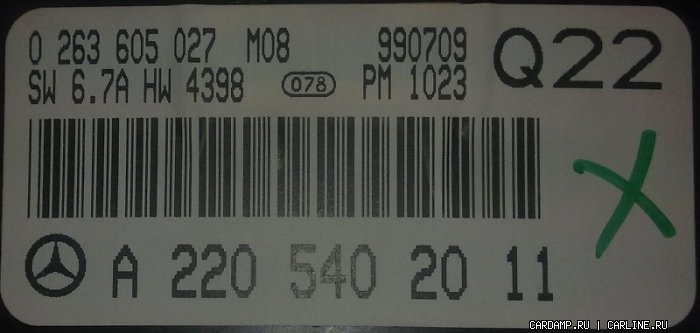 0 263 605 027 M08 990709 Q22
SW 6.7A HW 4398 078 PM 1023
A 220 540 20 11
CARDAMP.RU | CARLINE.RU